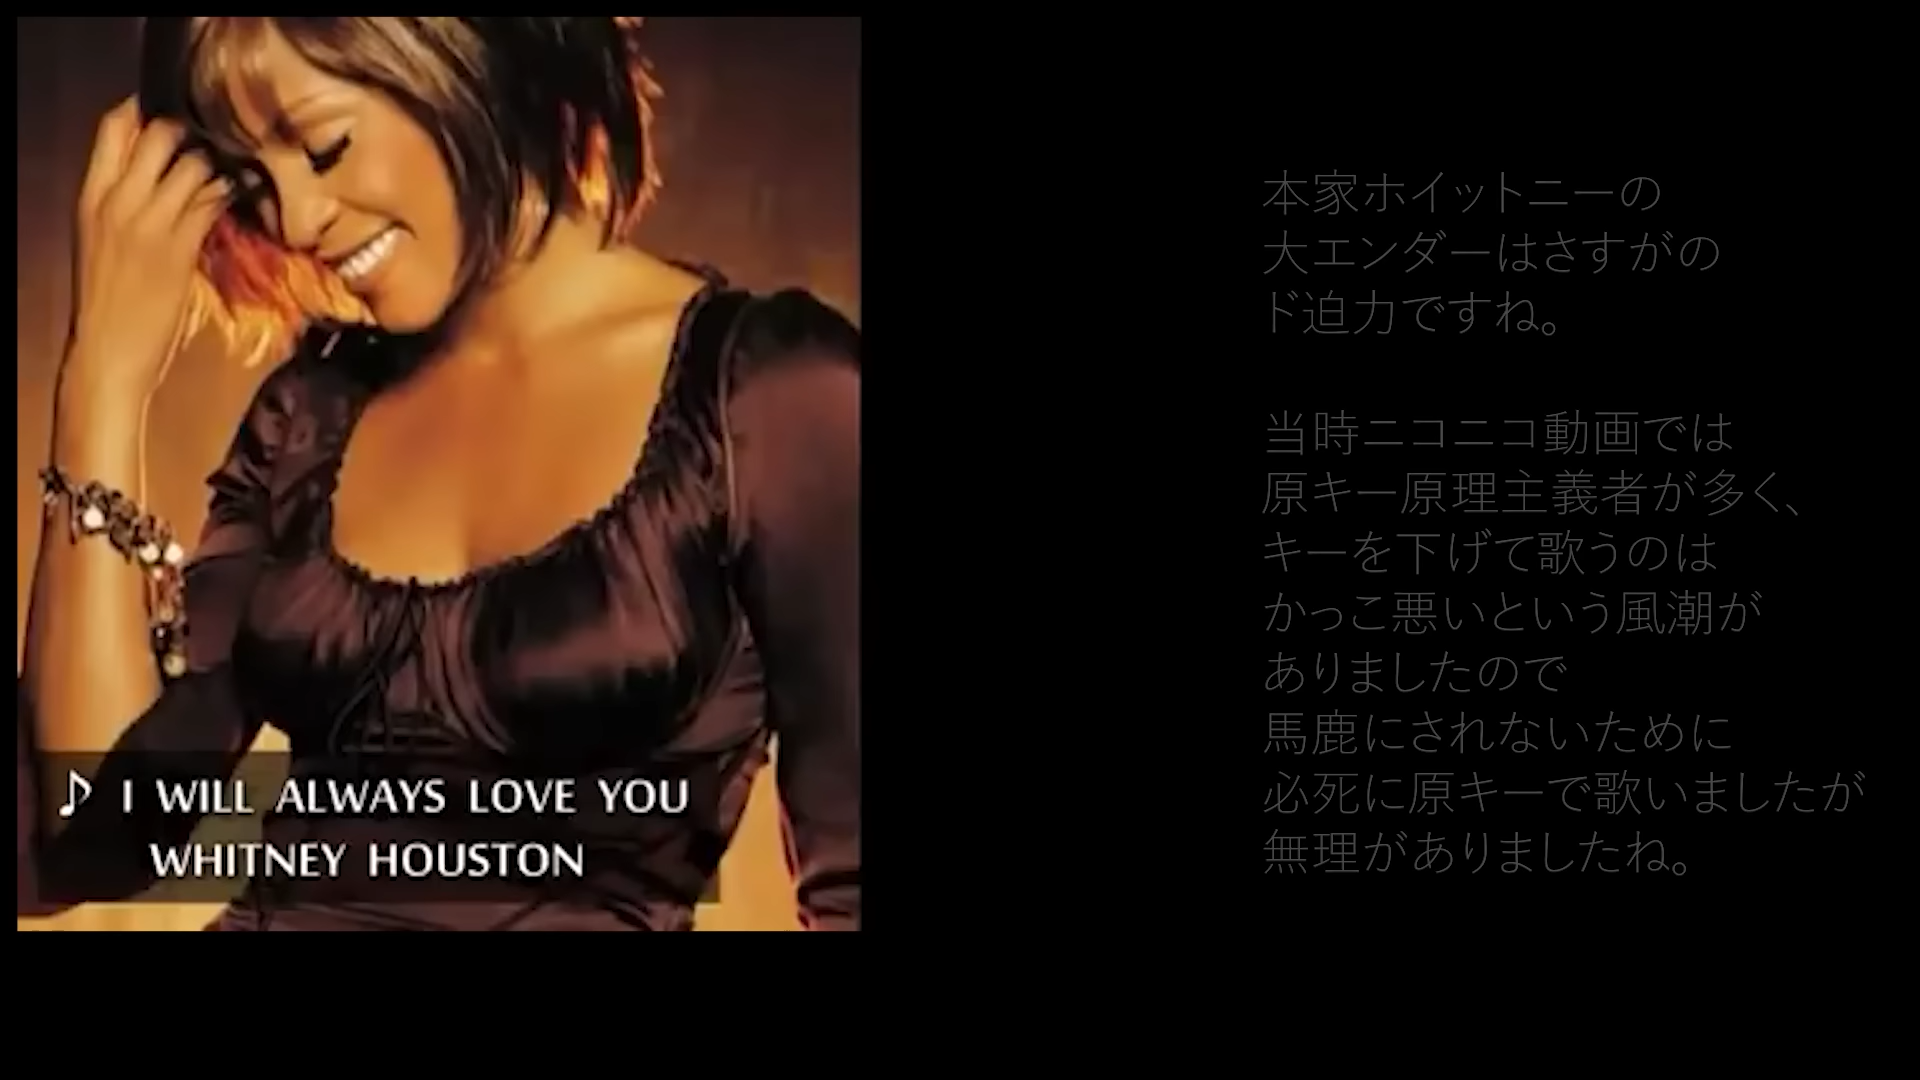 ♪ I WILL ALWAYS LOVE YOU
WHITNEY HOUSTON
本家ホイットニーの
大エンダーはさすがの
ド迫力ですね。
当時ニコニコ動画では
原キー原理主義者が多く、
キーを下げて歌うのは
かっこ悪いという風潮が
ありましたので
馬鹿にされないために
必死に原キーで歌いましたが
無理がありましたね。